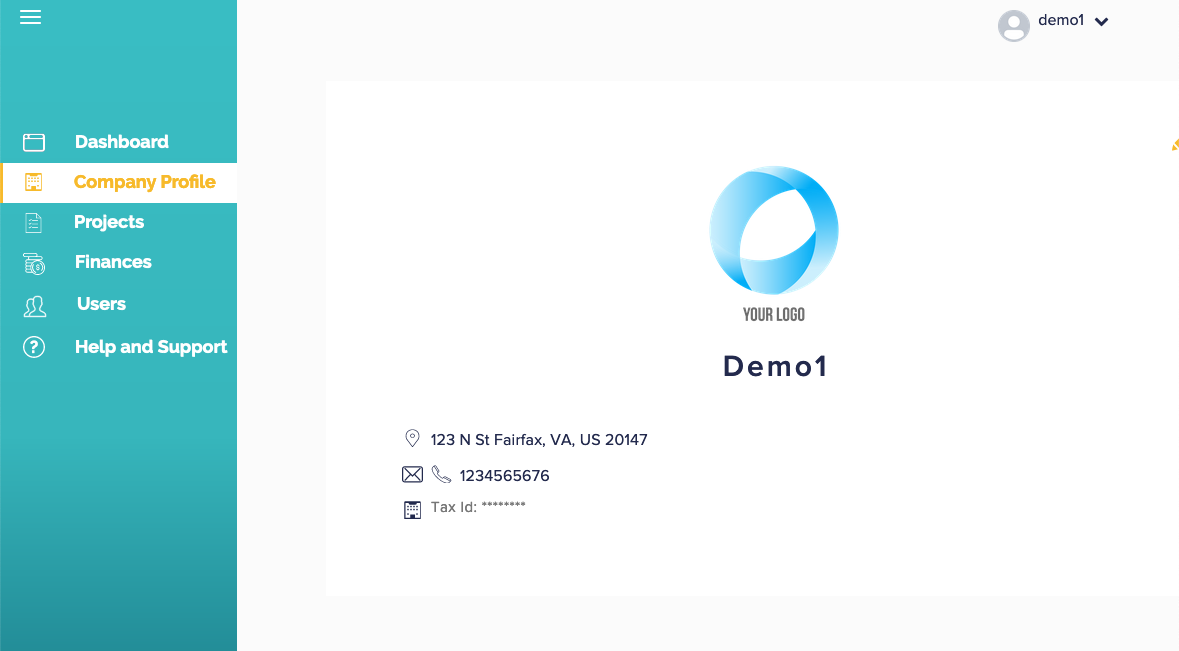 demo1
Dashboard
Company Profile
Projects
Finances
Users
Help and Support
YOUR LOGO
Demo1
123 N St Fairfax, VA, US 20147
1234565676
Tax Id: ********